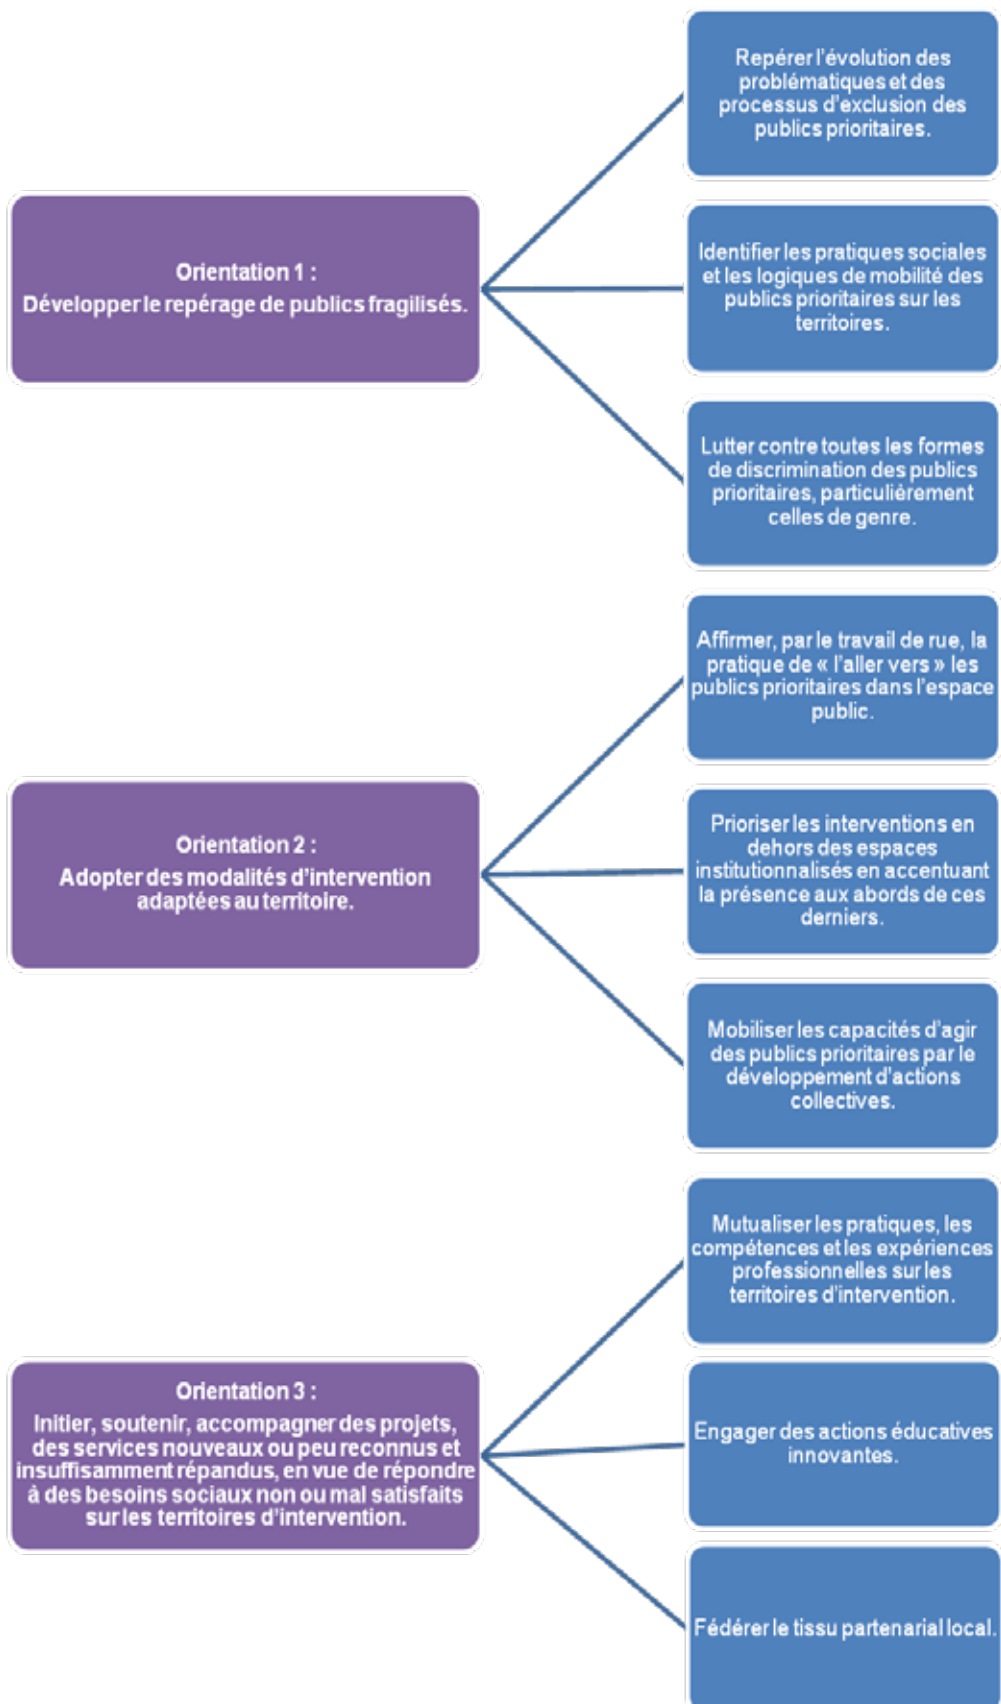 Orientation 1 :
Développer le repérage de publics fragilisés.
Repérer l'évolution des
problématiques et des
processus d'exclusion des
publics prioritaires.
Identifier les pratiques sociales
et les logiques de mobilité des
publics prioritaires sur les
territoires.
Lutter contre toutes les formes
de discrimination des publics
prioritaires, particulièrement
celles de genre.
Orientation 2 :
Adopter des modalités d'intervention
adaptées au territoire.
Affirmer, par le travail de rue, la
pratique de « l'aller vers » les
publics prioritaires dans l'espace
public.
Prioriser les interventions en
dehors des espaces
institutionnalisés en accentuant
la présence aux abords de ces
derniers.
Mobiliser les capacités d'agir
des publics prioritaires par le
développement d'actions
collectives.
Orientation 3 :
Initier, soutenir, accompagner des projets,
des services nouveaux ou peu reconnus et
insuffisamment répandus, en vue de répondre
à des besoins sociaux non ou mal satisfaits
sur les territoires d'intervention.
Mutualiser les pratiques, les
compétences et les expériences
professionnelles sur les
territoires d'intervention.
Engager des actions éducatives
innovantes.
Fédérer le tissu partenarial local.